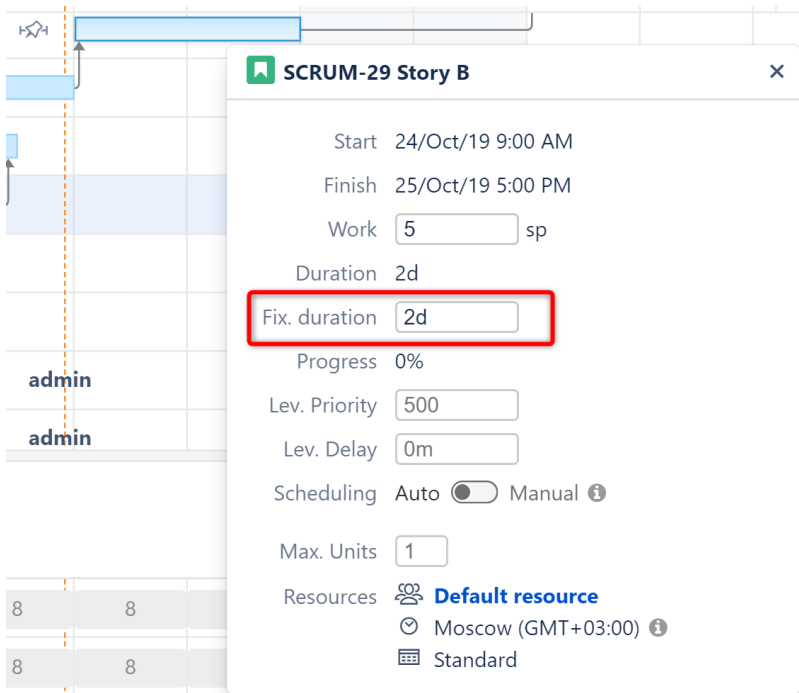 SCRUM-29 Story B
Start 24/Oct/19 9:00 AM
Finish 25/Oct/19 5:00 PM
Work 5 sp
Duration 2d
Fix. duration 2d
Progress 0%
admin
Lev. Priority 500
admin
Lev. Delay 0m
Scheduling Auto Manual
Max. Units 1
Resources Default resource
8 8
Moscow (GMT+03:00)
Standard
8 8